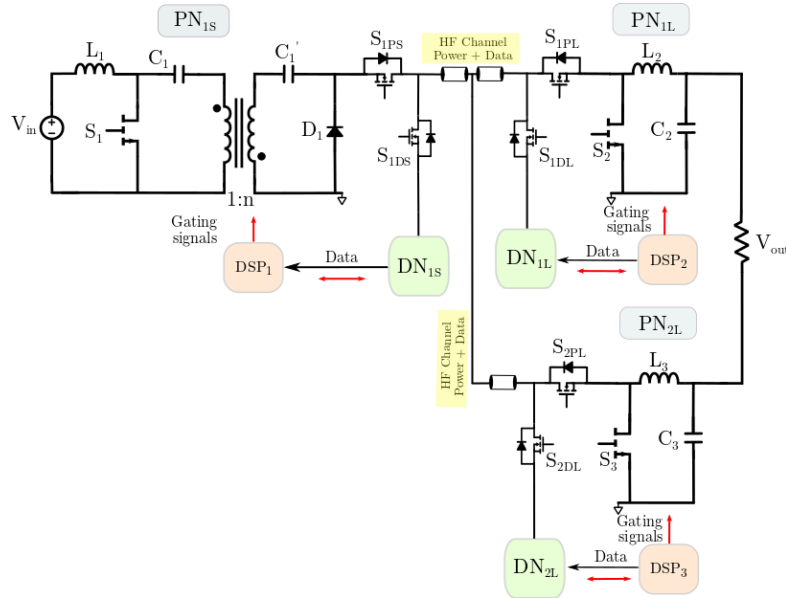 PN1S
L1
C1
C1'
S1PS
HF Channel
Power + Data
S1PL
PN1L
L2
Vin
+
−
S1
D1
S1DS
S1DL
S2
C2
1:n
Gating
signals
DSP1
Data
DN1S
DN1L
Data
Gating
signals
DSP2
Vout
HF Channel
Power + Data
PN2L
S2PL
L3
S2DL
S3
C3
Gating
signals
DN2L
Data
DSP3